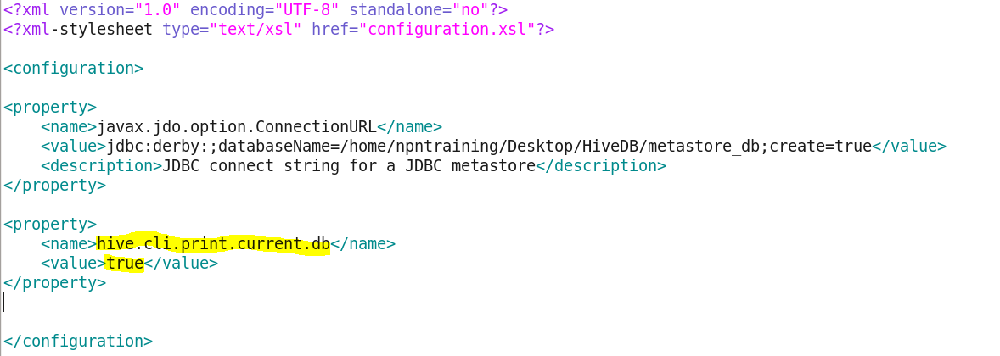 <?xml version="1.0" encoding="UTF-8" standalone="no"?>
<?xml-stylesheet type="text/xsl" href="configuration.xsl"?>
<configuration>
<property>
    <name>javax.jdo.option.ConnectionURL</name>
    <value>jdbc:derby:;databaseName=/home/npntraining/Desktop/HiveDB/metastore_db;create=true</value>
    <description>JDBC connect string for a JDBC metastore</description>
</property>
<property>
    <name>hive.cli.print.current.db</name>
    <value>true</value>
</property>
</configuration>